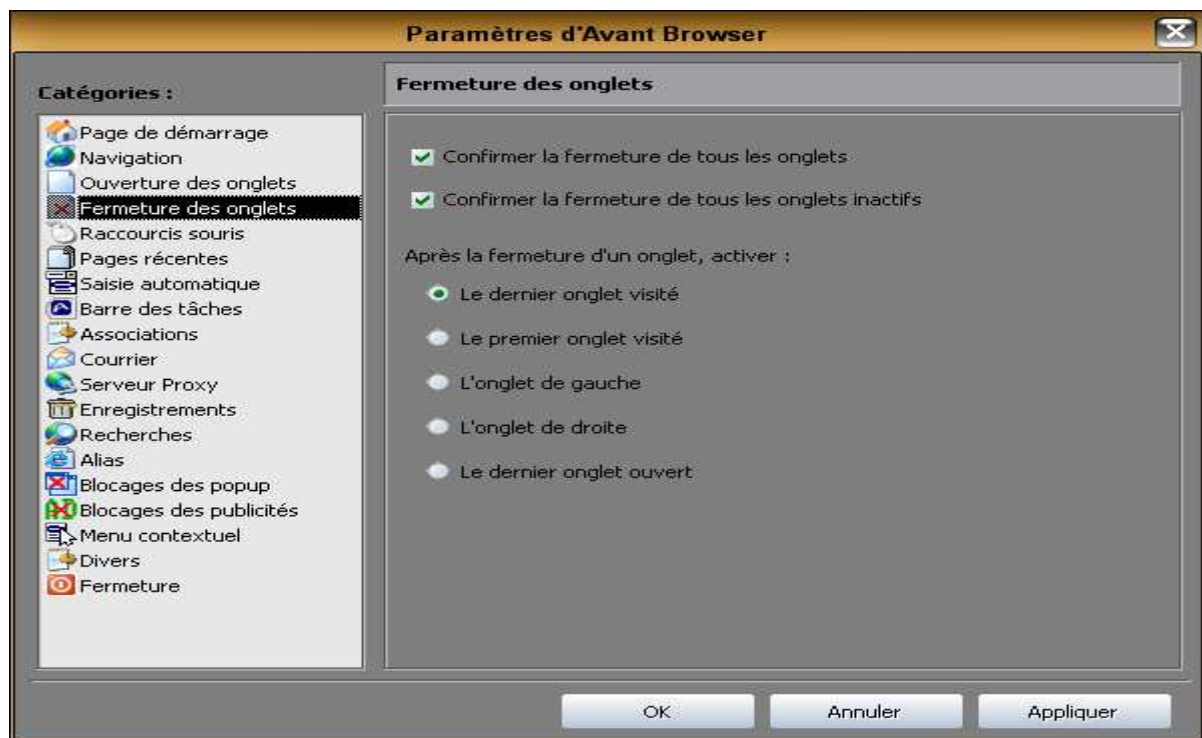 Paramètres d'Avant Browser
Catégories :
Page de démarrage
Navigation
Ouverture des onglets
Fermeture des onglets
Raccourcis souris
Pages récentes
Saisie automatique
Barre des tâches
Associations
Courrier
Serveur Proxy
Enregistrements
Recherches
Alias
Blocages des popup
Blocages des publicités
Menu contextuel
Divers
Fermeture
Fermeture des onglets
Confirmer la fermeture de tous les onglets
Confirmer la fermeture de tous les onglets inactifs
Après la fermeture d'un onglet, activer :
Le dernier onglet visité
Le premier onglet visité
L'onglet de gauche
L'onglet de droite
Le dernier onglet ouvert
OK
Annuler
Appliquer